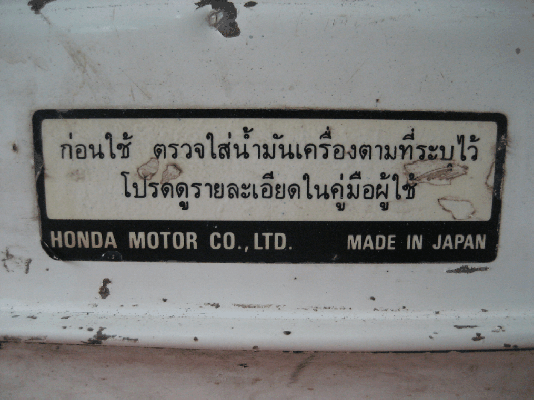 ก่อนใช้ ตรวจใส่น้ำมันเครื่องตามที่ระบุไว้
โปรดดูรายละเอียดในคู่มือผู้ใช้
HONDA MOTOR CO., LTD. MADE IN JAPAN